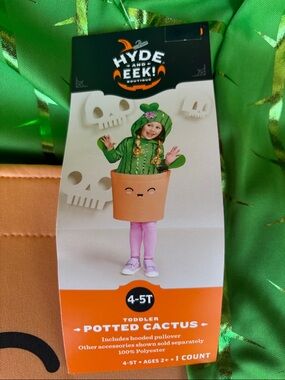 HYDE
AND
EEK!
BOUTIQUE
4-5T
TODDLER
POTTED CACTUS
Includes hooded pullover
Other accessories shown sold separately
100% Polyester
4-5T • AGES 2+ • 1 COUNT